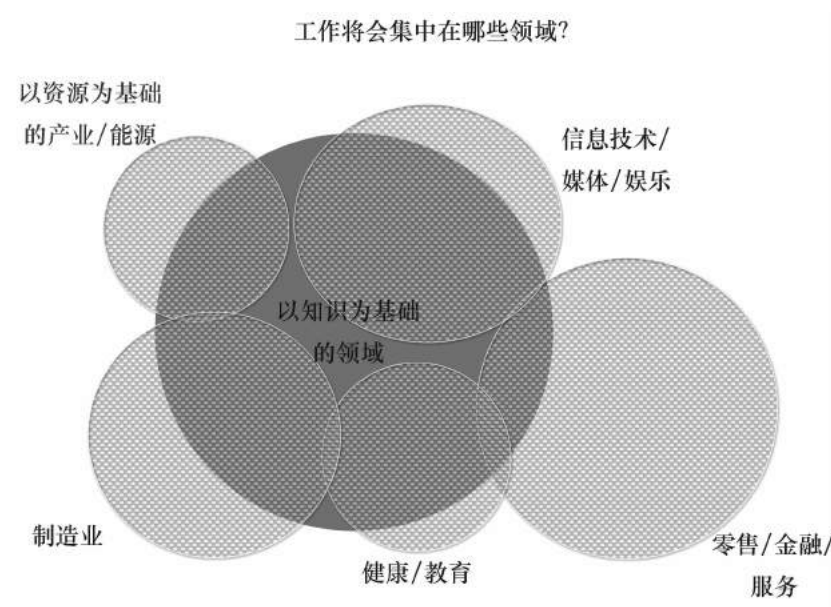 工作将会集中在哪些领域?
以资源为基础
的产业/能源
信息技术/
媒体/娱乐
以知识为基础
的领域
制造业
健康/教育
零售/金融/
服务